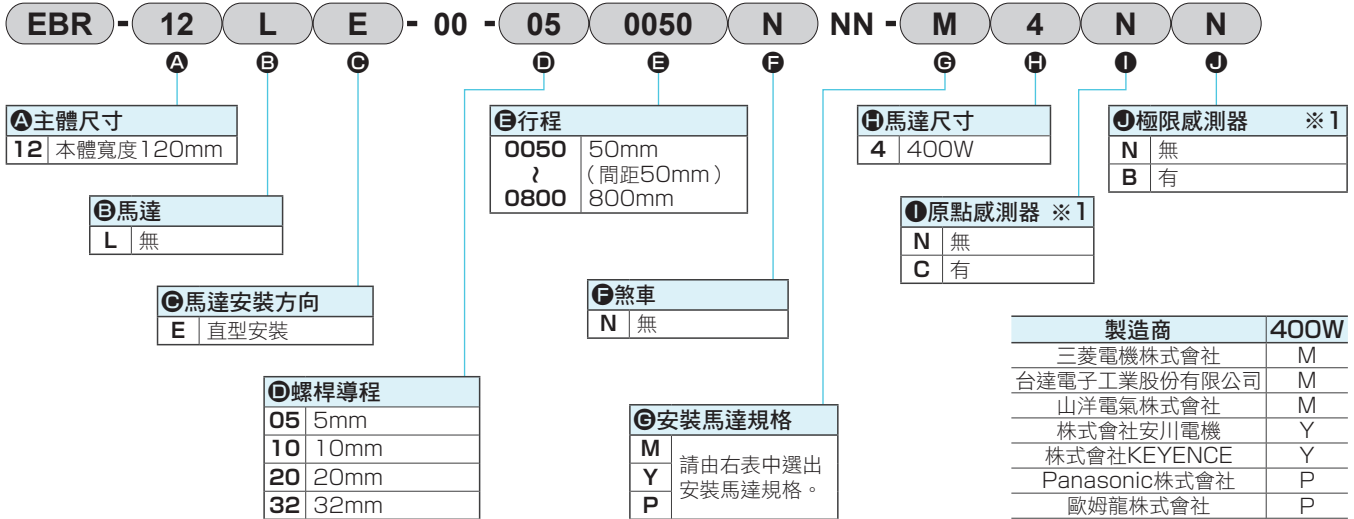 EBR - 12 L E - 00 - 05 0050 N NN - M 4 N N
A B C D E F G H I J
A主體尺寸
12 本體寬度120mm
B馬達
L 無
C馬達安裝方向
E 直型安裝
D螺桿導程
05 5mm
10 10mm
20 20mm
32 32mm
E行程
0050 50mm
~ (間距50mm)
0800 800mm
F煞車
N 無
G安裝馬達規格
M
Y
P
請由右表中選出
安裝馬達規格。
H馬達尺寸
4 400W
I原點感測器 ※1
N 無
C 有
J極限感測器 ※1
N 無
B 有
製造商 400W
三菱電機株式會社 M
台達電子工業股份有限公司 M
山洋電氣株式會社 M
株式會社安川電機 Y
株式會社KEYENCE Y
Panasonic株式會社 P
歐姆龍株式會社 P